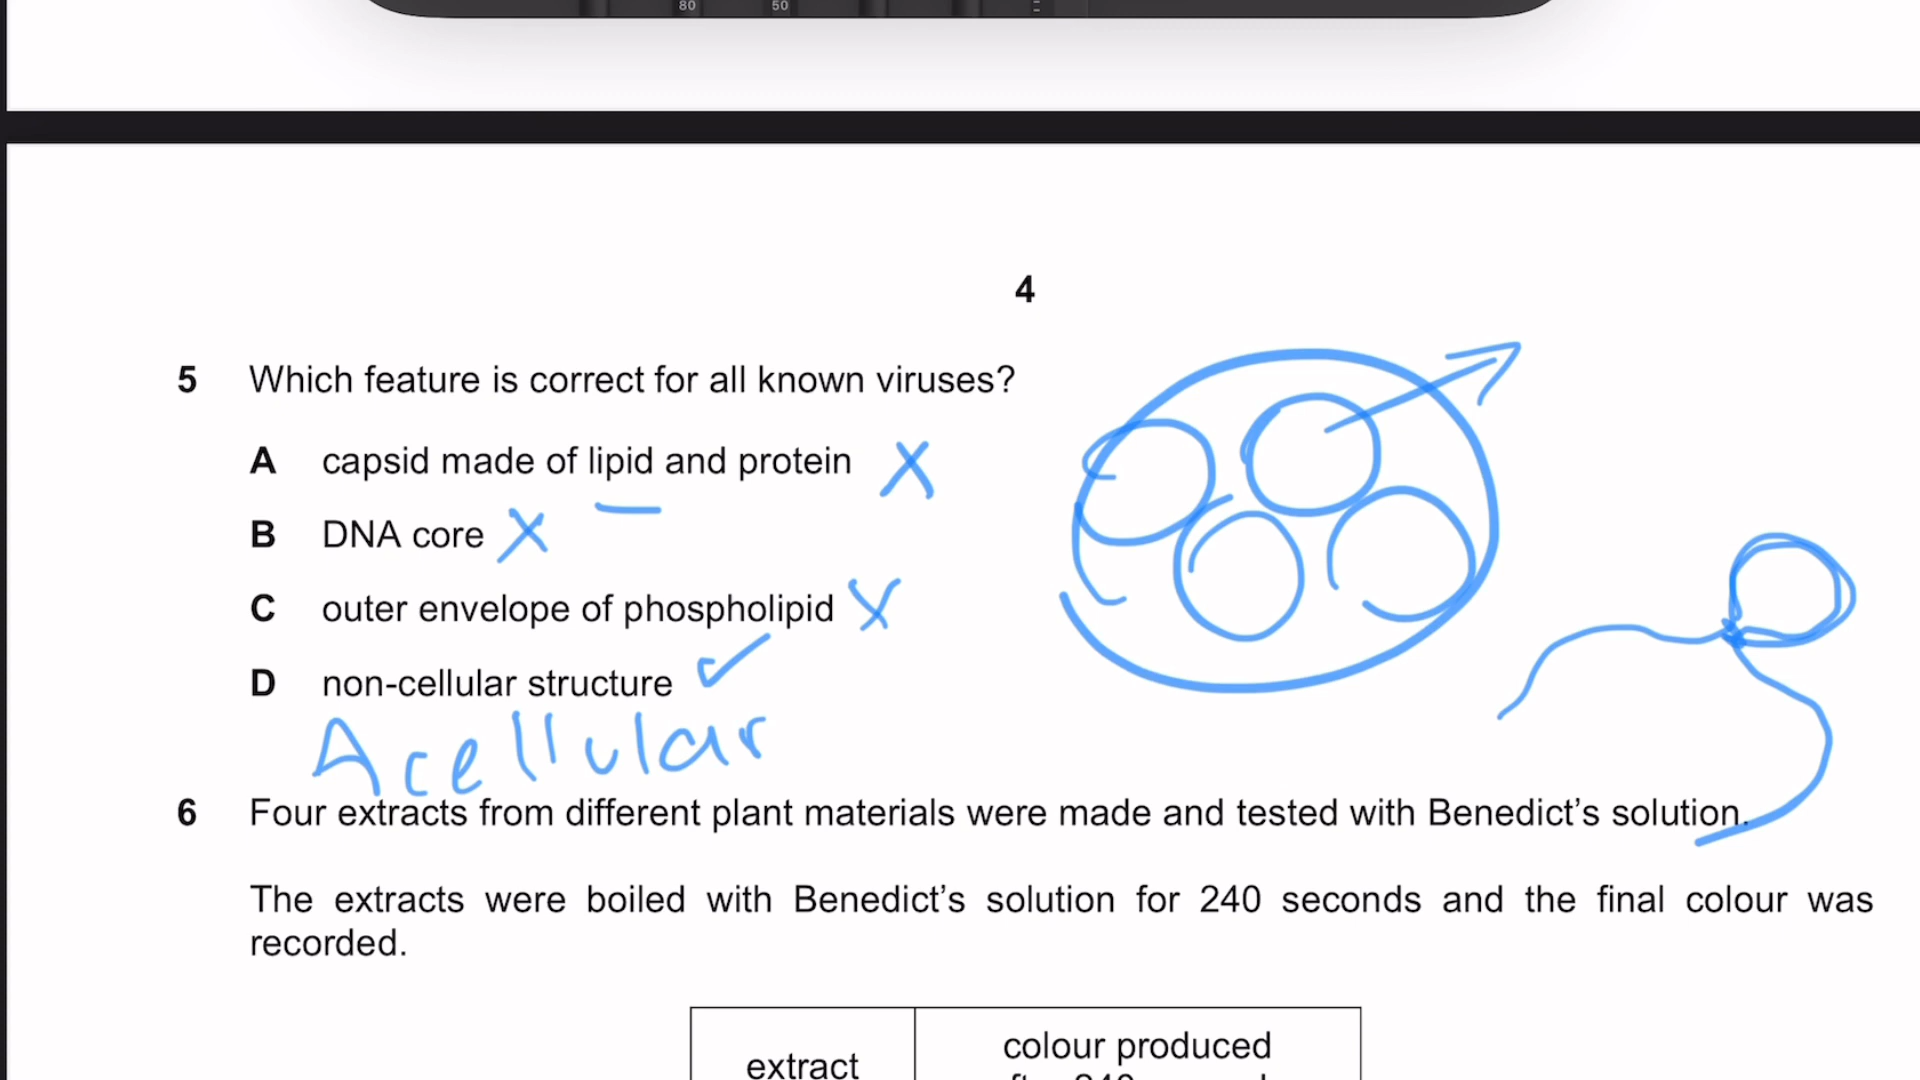 80 50
4
5 Which feature is correct for all known viruses?
A capsid made of lipid and protein X
B DNA core X
C outer envelope of phospholipid X
D non-cellular structure ✓
Acellular
6 Four extracts from different plant materials were made and tested with Benedict's solution.
The extracts were boiled with Benedict's solution for 240 seconds and the final colour was
recorded.
extract
colour produced